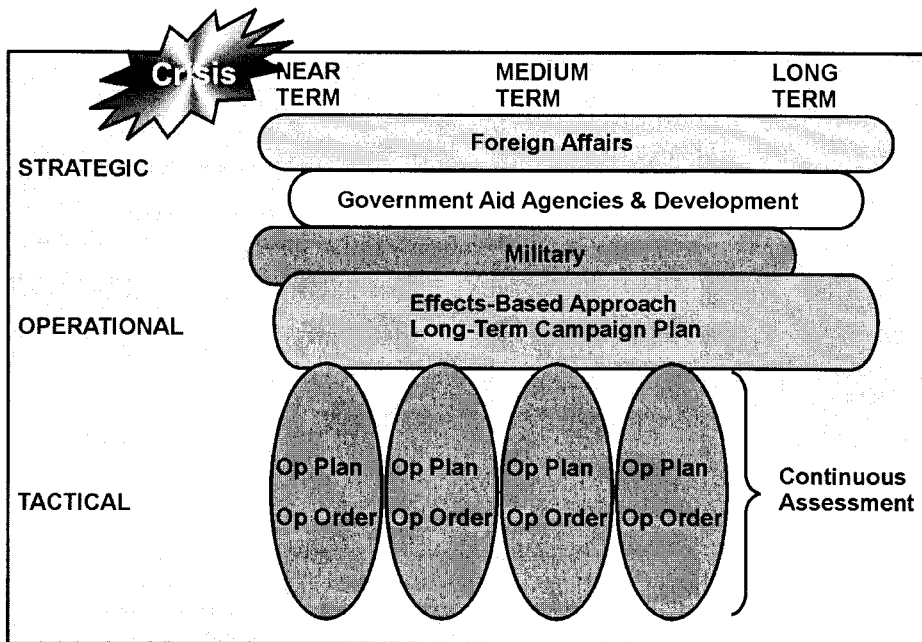 Crisis
NEAR
TERM
MEDIUM
TERM
LONG
TERM
STRATEGIC
Foreign Affairs
Government Aid Agencies & Development
Military
OPERATIONAL
Effects-Based Approach
Long-Term Campaign Plan
TACTICAL
Op Plan
Op Order
Op Plan
Op Order
Op Plan
Op Order
Op Plan
Op Order
Continuous
Assessment